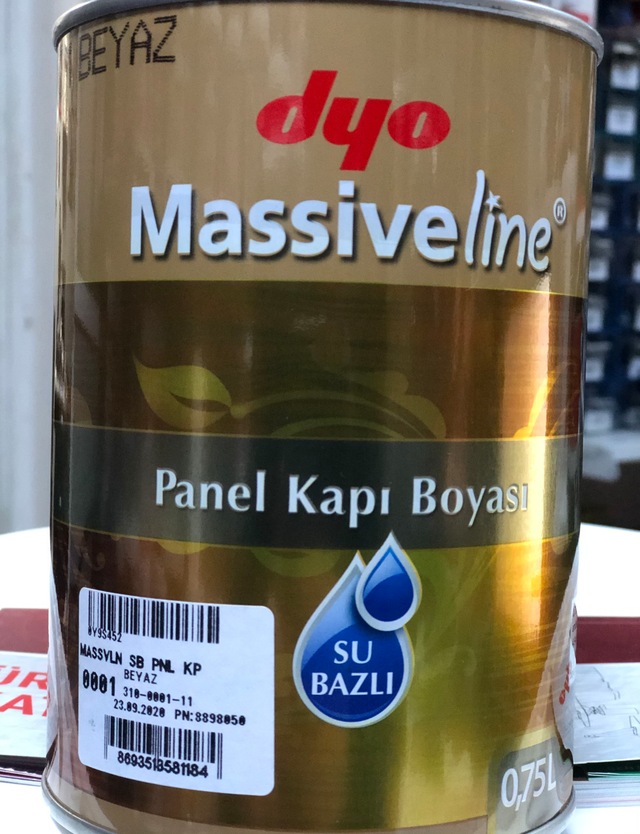 BEYAZ
dyo
Massiveline®
Panel Kapı Boyası
SU
BAZLI
MASSVLN SB PNL KP
BEYAZ
0001 310-0001-11
23.09.2020 PN:8898050
8693513581184
0,75L